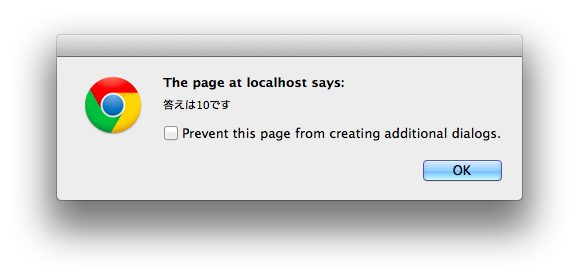 The page at localhost says:
答えは10です
Prevent this page from creating additional dialogs.
OK